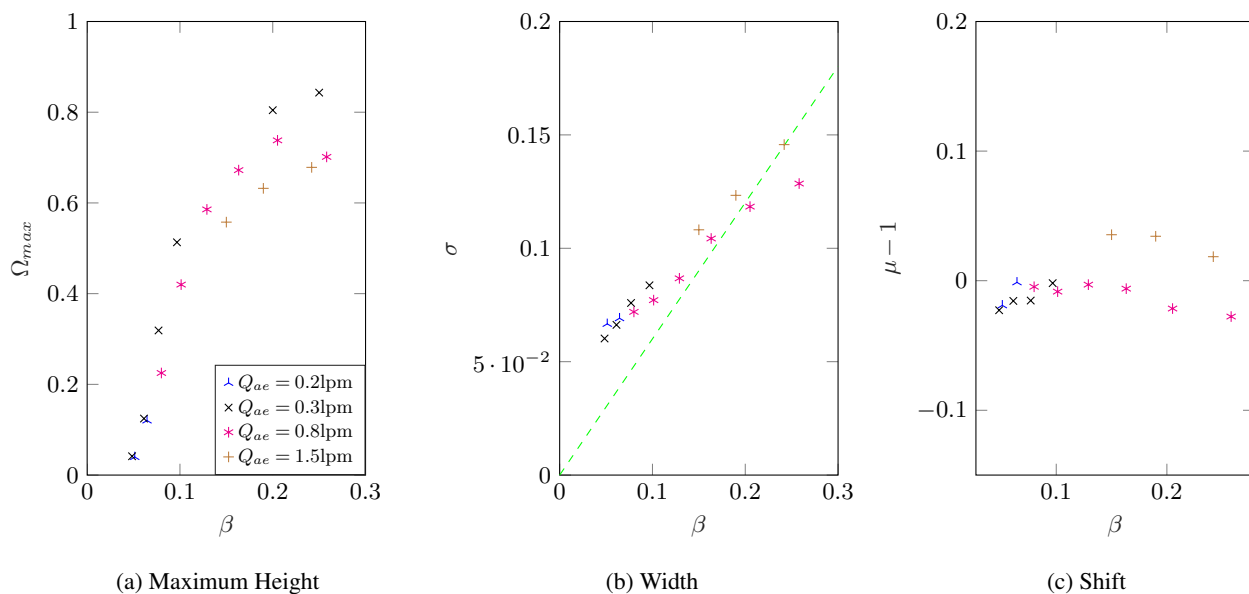 1
0.8
0.6
0.4
0.2
0
0
0.1
0.2
0.3
Ω_max
β
Q_ae = 0.2lpm
Q_ae = 0.3lpm
Q_ae = 0.8lpm
Q_ae = 1.5lpm
(a) Maximum Height
0.2
0.15
0.1
5 · 10^−2
0
0
0.1
0.2
0.3
σ
β
(b) Width
0.2
0.1
0
−0.1
0.1
0.2
μ − 1
β
(c) Shift